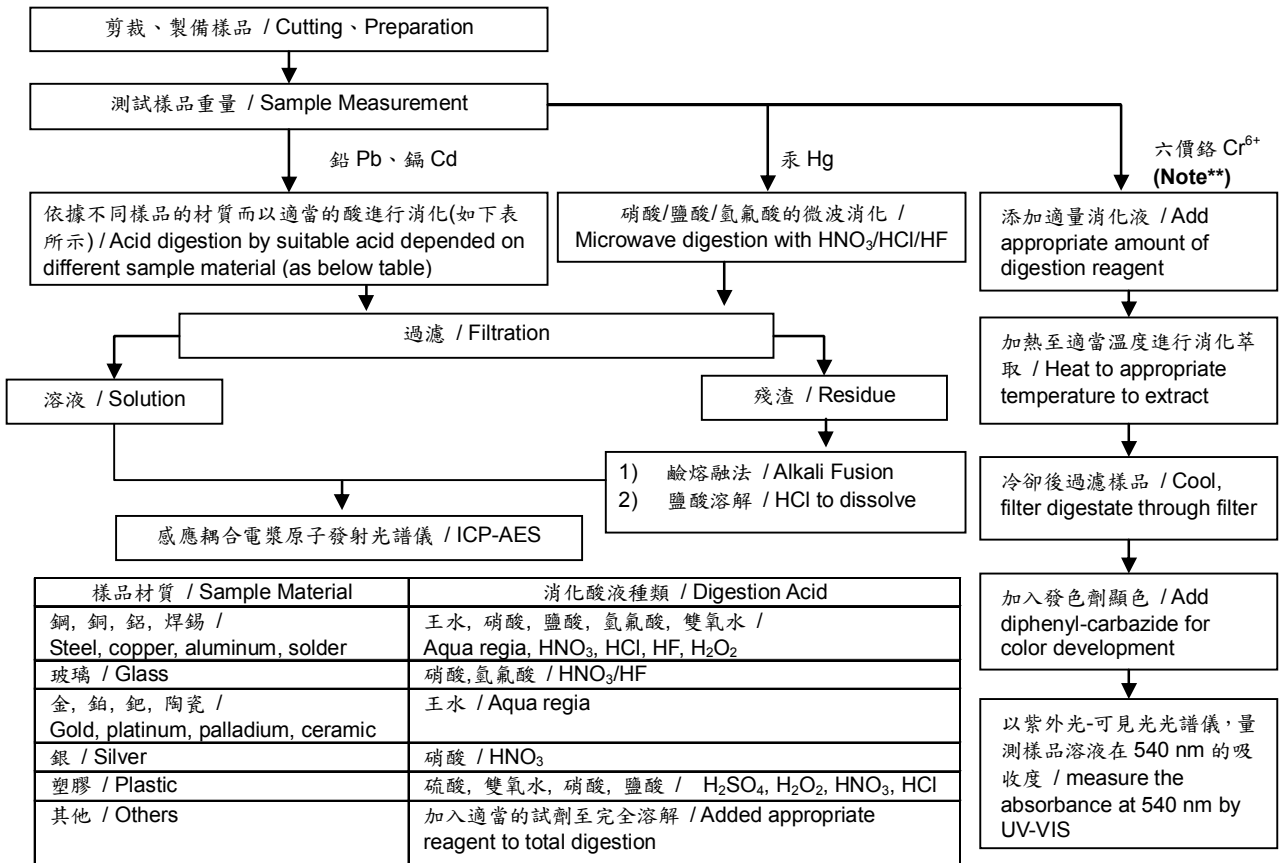 剪裁、製備樣品 / Cutting、Preparation
測試樣品重量 / Sample Measurement
鉛 Pb、鎘 Cd
汞 Hg
六價鉻 Cr⁶⁺
(Note**)
依據不同樣品的材質而以適當的酸進行消化(如下表
所示) / Acid digestion by suitable acid depended on
different sample material (as below table)
硝酸/鹽酸/氫氟酸的微波消化 /
Microwave digestion with HNO₃/HCl/HF
添加適量消化液 / Add
appropriate amount of
digestion reagent
過濾 / Filtration
加熱至適當溫度進行消化萃
取 / Heat to appropriate
temperature to extract
溶液 / Solution
殘渣 / Residue
1) 鹼熔融法 / Alkali Fusion
2) 鹽酸溶解 / HCl to dissolve
冷卻後過濾樣品 / Cool,
filter digestate through filter
感應耦合電漿原子發射光譜儀 / ICP-AES
加入發色劑顯色 / Add
diphenyl-carbazide for
color development
以紫外光-可見光光譜儀，量
測樣品溶液在 540 nm 的吸
收度 / measure the
absorbance at 540 nm by
UV-VIS
樣品材質 / Sample Material
消化酸液種類 / Digestion Acid
鋼, 銅, 鋁, 焊錫 /
Steel, copper, aluminum, solder
王水, 硝酸, 鹽酸, 氫氟酸, 雙氧水 /
Aqua regia, HNO₃, HCl, HF, H₂O₂
玻璃 / Glass
硝酸,氫氟酸 / HNO₃/HF
金, 鉑, 鈀, 陶瓷 /
Gold, platinum, palladium, ceramic
王水 / Aqua regia
銀 / Silver
硝酸 / HNO₃
塑膠 / Plastic
硫酸, 雙氧水, 硝酸, 鹽酸 / H₂SO₄, H₂O₂, HNO₃, HCl
其他 / Others
加入適當的試劑至完全溶解 / Added appropriate
reagent to total digestion